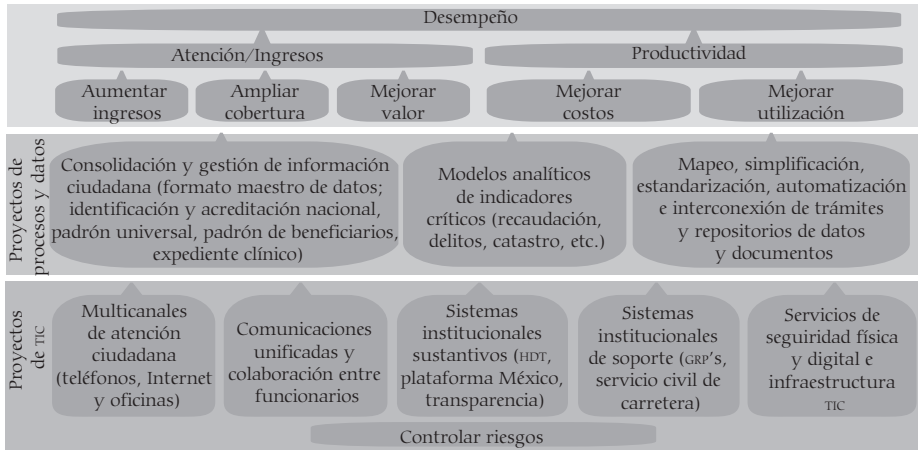 Desempeño
Atención/Ingresos
Productividad
Aumentar
ingresos
Ampliar
cobertura
Mejorar
valor
Mejorar
costos
Mejorar
utilización
Proyectos de
procesos y datos
Consolidación y gestión de información
ciudadana (formato maestro de datos;
identificación y acreditación nacional,
padrón universal, padrón de beneficiarios,
expediente clínico)
Modelos analíticos
de indicadores
críticos (recaudación,
delitos, catastro, etc.)
Mapeo, simplificación,
estandarización, automatización
e interconexión de trámites
y repositorios de datos
y documentos
Proyectos
de TIC
Multicanales
de atención
ciudadana
(teléfonos, Internet
y oficinas)
Comunicaciones
unificadas y
colaboración entre
funcionarios
Sistemas
institucionales
sustantivos (HDT,
plataforma México,
transparencia)
Sistemas
institucionales
de soporte (GRP's,
servicio civil de
carretera)
Servicios de
seguiridad física
y digital e
infraestructura
TIC
Controlar riesgos